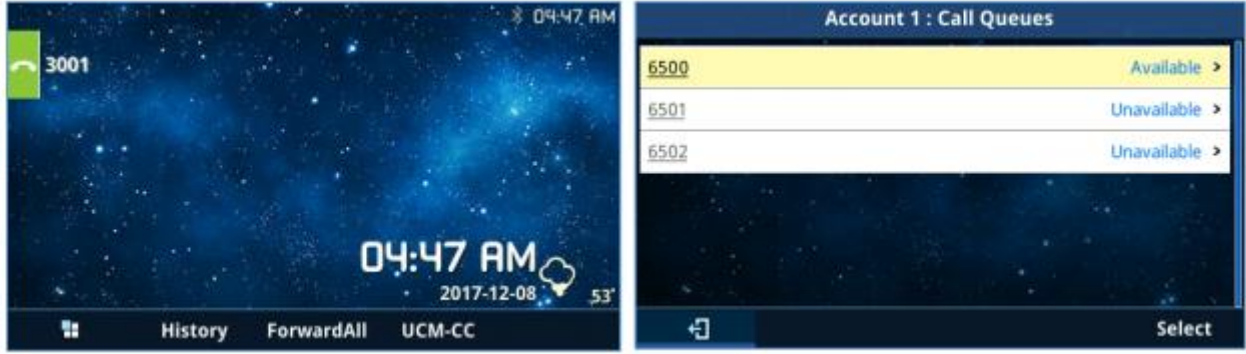 04:47 AM
3001
04:47 AM
2017-12-08
53°
History ForwardAll UCM-CC
Account 1 : Call Queues
6500 Available >
6501 Unavailable >
6502 Unavailable >
Select